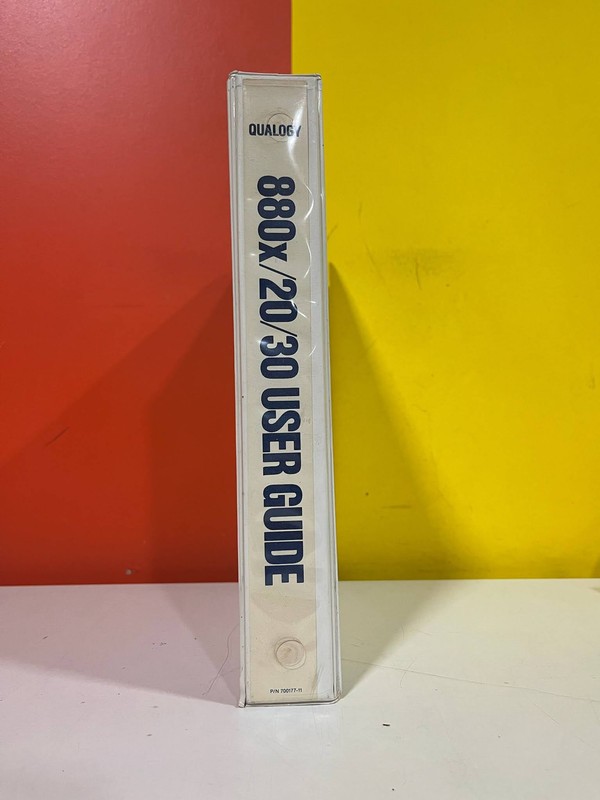 QUALOGY
880x/20/30 USER GUIDE
P/N 700177-11